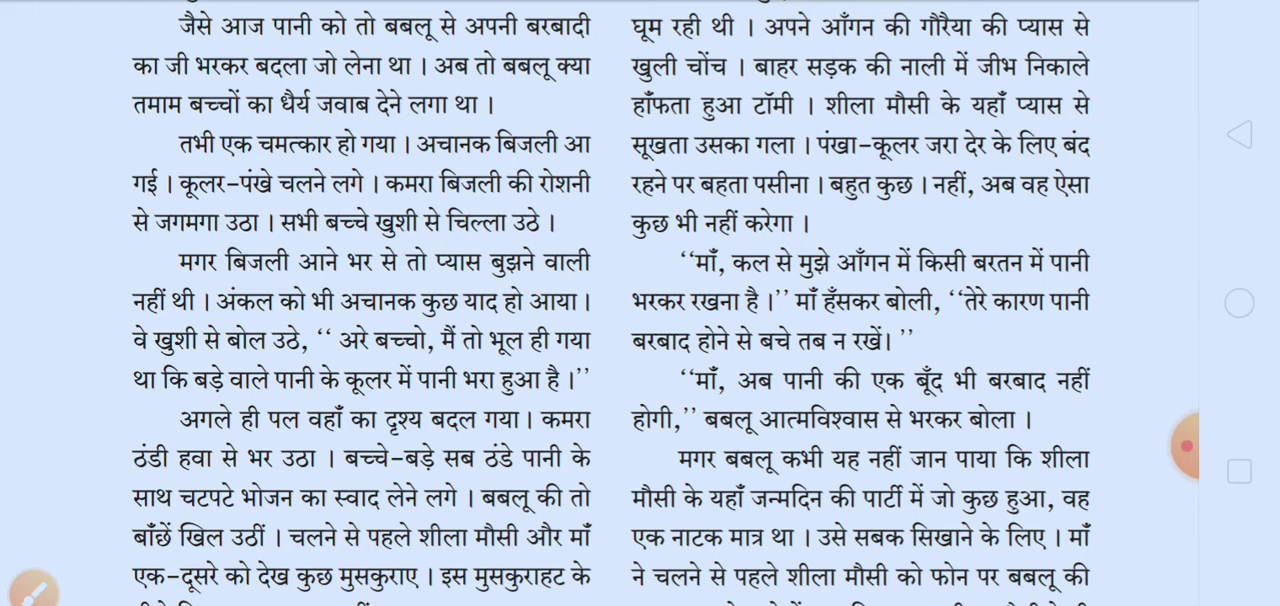 जैसे आज पानी को तो बबलू से अपनी बरबादी
का जी भरकर बदला जो लेना था । अब तो बबलू क्या
तमाम बच्चों का धैर्य जवाब देने लगा था ।
तभी एक चमत्कार हो गया । अचानक बिजली आ
गई । कूलर-पंखे चलने लगे । कमरा बिजली की रोशनी
से जगमगा उठा । सभी बच्चे खुशी से चिल्ला उठे ।
मगर बिजली आने भर से तो प्यास बुझने वाली
नहीं थी । अंकल को भी अचानक कुछ याद हो आया ।
वे खुशी से बोल उठे, ‘‘ अरे बच्चो, मैं तो भूल ही गया
था कि बड़े वाले पानी के कूलर में पानी भरा हुआ है ।’’
अगले ही पल वहाँ का दृश्य बदल गया । कमरा
ठंडी हवा से भर उठा । बच्चे-बड़े सब ठंडे पानी के
साथ चटपटे भोजन का स्वाद लेने लगे । बबलू की तो
बाँछें खिल उठीं । चलने से पहले शीला मौसी और माँ
एक-दूसरे को देख कुछ मुसकुराए । इस मुसकुराहट के
घूम रही थी । अपने आँगन की गौरैया की प्यास से
खुली चोंच । बाहर सड़क की नाली में जीभ निकाले
हाँफता हुआ टॉमी । शीला मौसी के यहाँ प्यास से
सूखता उसका गला । पंखा-कूलर जरा देर के लिए बंद
रहने पर बहता पसीना । बहुत कुछ । नहीं, अब वह ऐसा
कुछ भी नहीं करेगा ।
‘‘माँ, कल से मुझे आँगन में किसी बरतन में पानी
भरकर रखना है ।’’ माँ हँसकर बोली, ‘‘तेरे कारण पानी
बरबाद होने से बचे तब न रखें। ’’
‘‘माँ, अब पानी की एक बूँद भी बरबाद नहीं
होगी,’’ बबलू आत्मविश्वास से भरकर बोला ।
मगर बबलू कभी यह नहीं जान पाया कि शीला
मौसी के यहाँ जन्मदिन की पार्टी में जो कुछ हुआ, वह
एक नाटक मात्र था । उसे सबक सिखाने के लिए । माँ
ने चलने से पहले शीला मौसी को फोन पर बबलू की